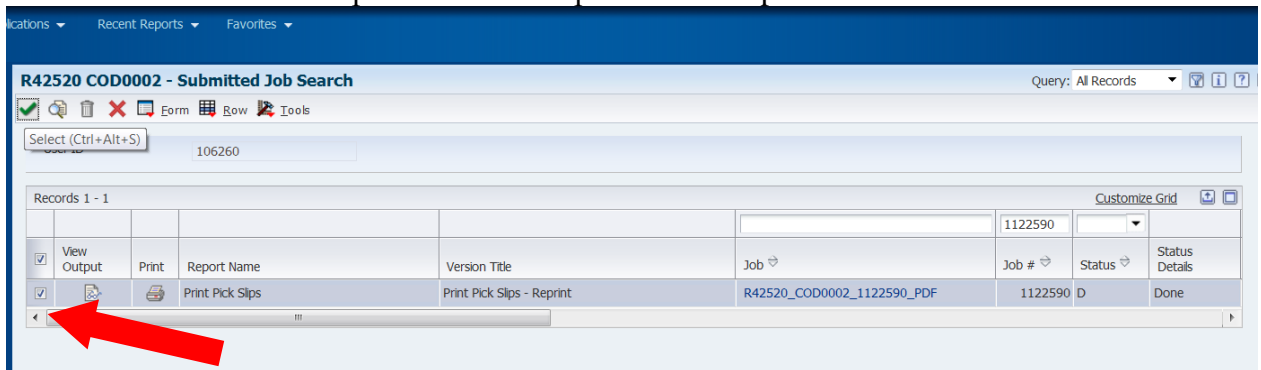 ications Recent Reports Favorites
R42520 COD0002 - Submitted Job Search Query: All Records
Form Row Tools
Select (Ctrl+Alt+S)
106260
Records 1 - 1 Customize Grid
1122590
View Output Print Report Name Version Title Job Job # Status Status Details
Print Pick Slips Print Pick Slips - Reprint R42520_COD0002_1122590_PDF 1122590 D Done